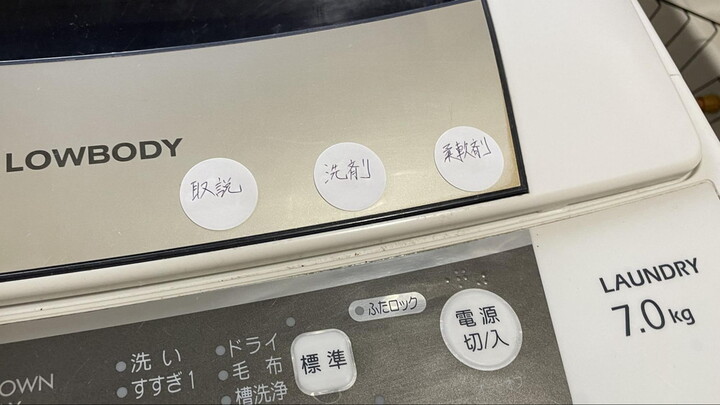 LOWBODY
取説
洗剤
柔軟剤
LAUNDRY
7.0kg
ふたロック
電源
切/入
標準
洗い
すすぎ1
ドライ
毛布
槽洗浄
OWN